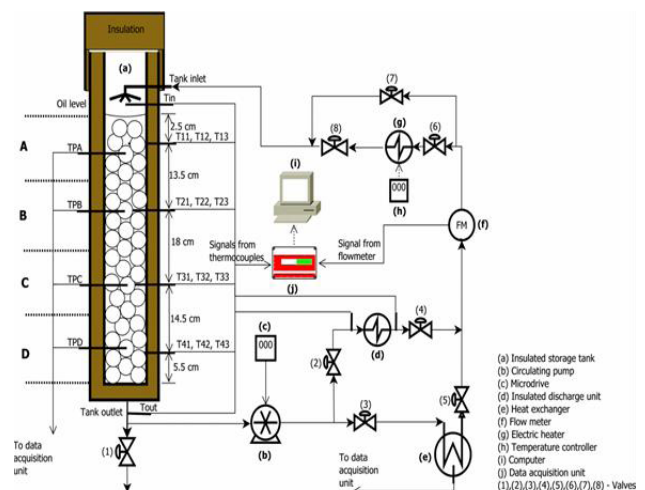 Insulation
(a)
Tank inlet
Tin
Oil level
2.5 cm
T11, T12, T13
A
TPA
13.5 cm
B
TPB
T21, T22, T23
18 cm
C
TPC
T31, T32, T33
14.5 cm
D
TPD
T41, T42, T43
5.5 cm
Tank outlet
Tout
To data
acquisition
unit
(1)
(7)
(8)
(g)
(6)
000
(h)
(i)
FM
(f)
Signals from
thermocouples
Signal from
flowmeter
(j)
(c)
000
(4)
(d)
(2)
(3)
(5)
(b)
(e)
To data
acquisition
unit
(a) Insulated storage tank
(b) Circulating pump
(c) Microdrive
(d) Insulated discharge unit
(e) Heat exchanger
(f) Flow meter
(g) Electric heater
(h) Temperature controller
(i) Computer
(j) Data acquisition unit
(1),(2),(3),(4),(5),(6),(7),(8) - Valves